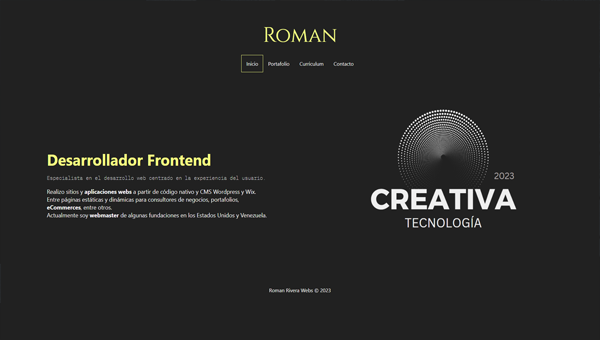 ROMAN
Inicio Portafolio Curriculum Contacto
Desarrollador Frontend
Especialista en el desarrollo web centrado en la experiencia del usuario.
Realizo sitios y aplicaciones webs a partir de código nativo y CMS Wordpress y Wix.
Entre páginas estáticas y dinámicas para consultores de negocios, portafolios,
eCommerces, entre otros.
Actualmente soy webmaster de algunas fundaciones en los Estados Unidos y Venezuela.
2023
CREATIVA
TECNOLOGÍA
Roman Rivera Webs © 2023